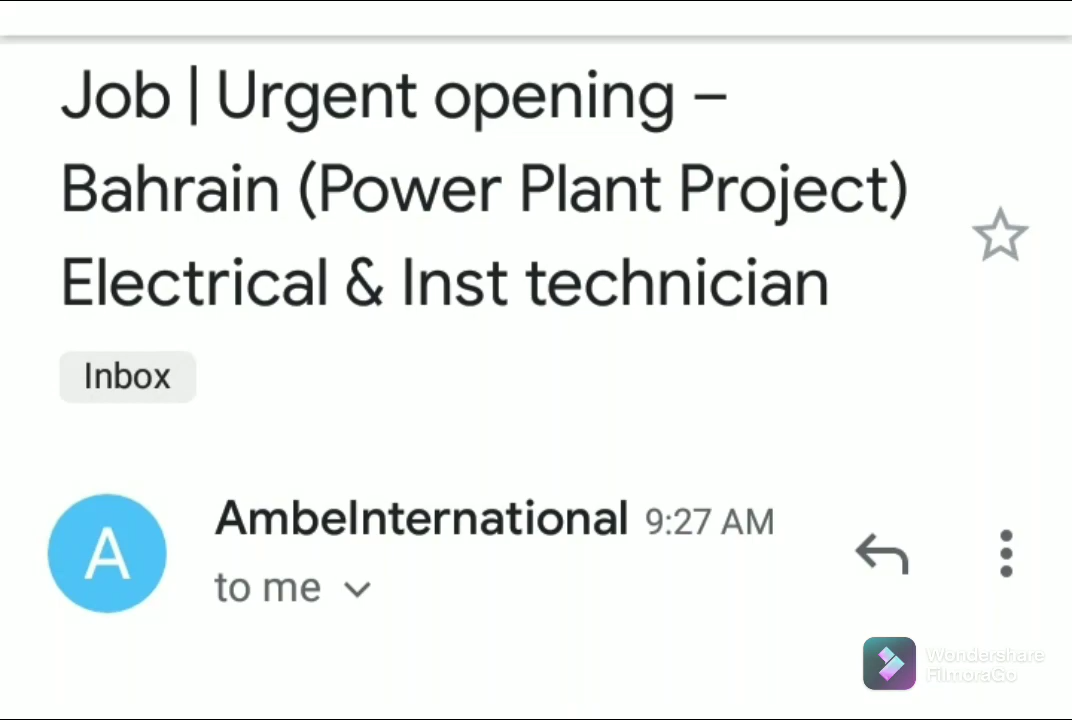 Job | Urgent opening –
Bahrain (Power Plant Project)
Electrical & Inst technician
Inbox
A
AmbeInternational 9:27 AM
to me
Wondershare
FilmoraGo